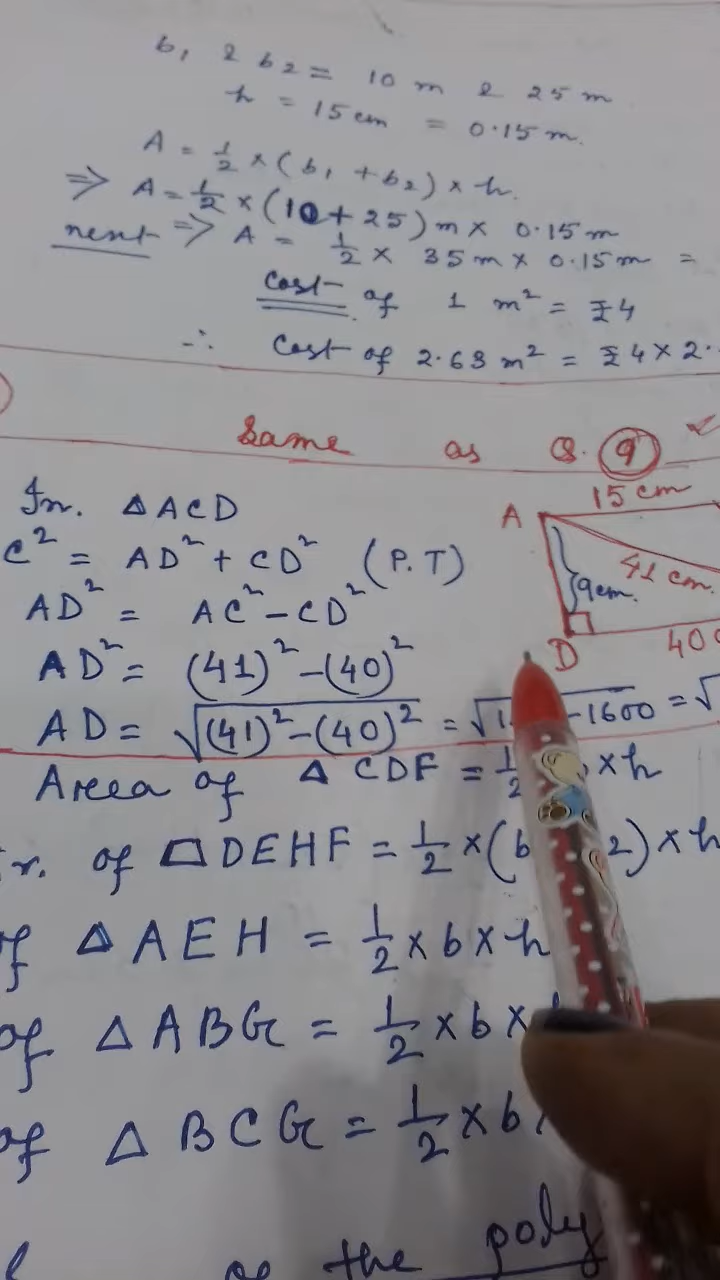 b₁ & b₂ = 10 m & 25 m
h = 15 cm = 0.15 m.
A = 1/2 × (b₁ + b₂) × h.
⇒ A = 1/2 × (10 + 25) m × 0.15 m
nent ⇒ A = 1/2 × 35 m × 0.15 m =
Cost of 1 m² = ₹4
∴ Cost of 2.63 m² = ₹4 × 2.
Same as Q. 9
In. △ACD
C² = AD² + CD² (P.T)
AD² = AC² - CD²
AD² = (41)² - (40)²
AD = √(41)² - (40)² = √1 -1600 = √
A
15 cm
41 cm.
9cm.
D
40
Area of △ CDF = 1/2 × h
r. of ⏢DEHF = 1/2 × (b 2) × h
of △ AEH = 1/2 × b × h
of △ ABG = 1/2 × b ×
of △ BCG = 1/2 × b
the poly